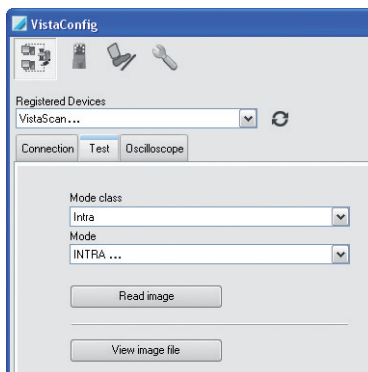 VistaConfig
Registered Devices
VistaScan...
Connection Test Oscilloscope
Mode class
Intra
Mode
INTRA ...
Read image
View image file